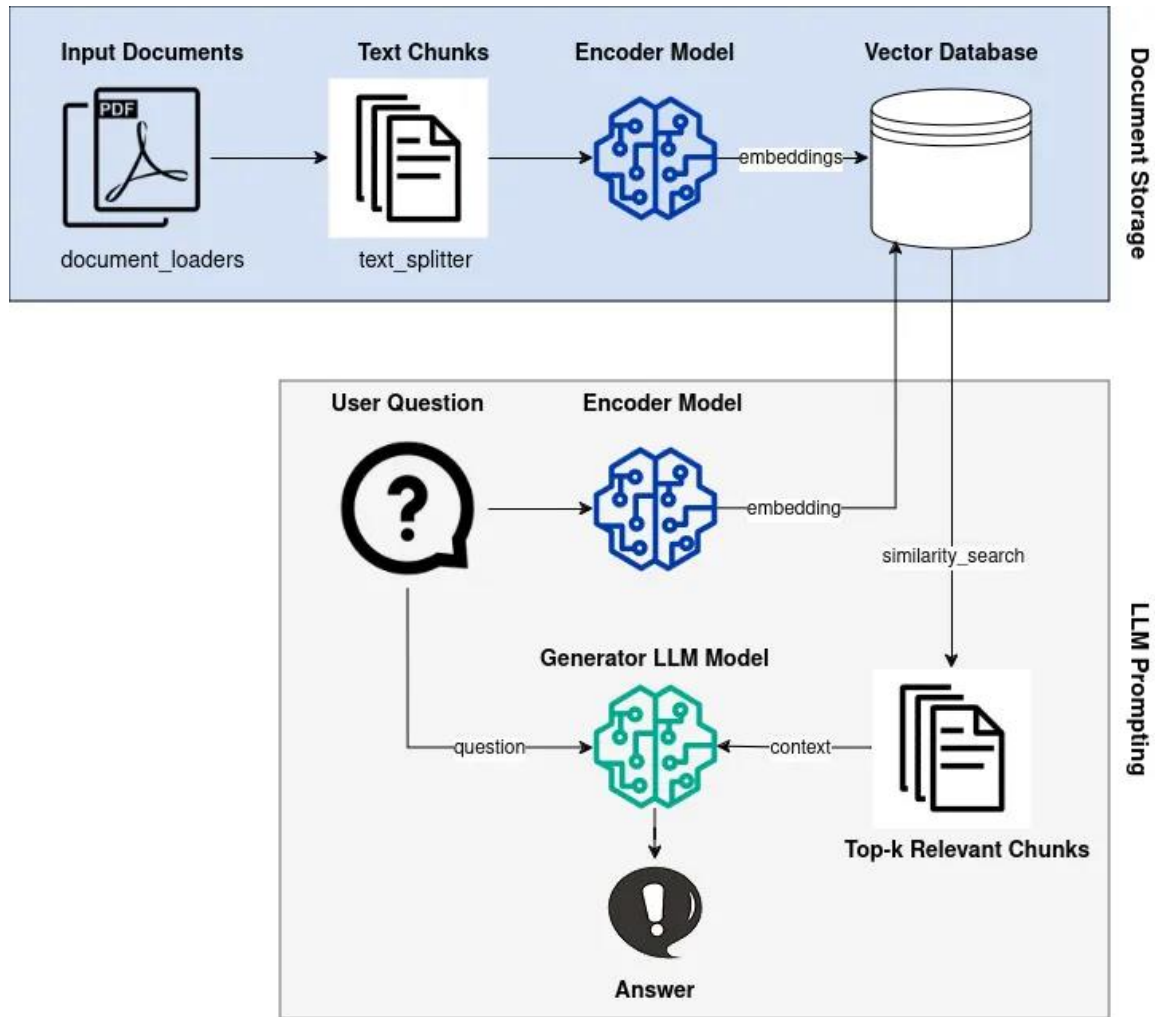 Input Documents
Text Chunks
Encoder Model
Vector Database
PDF
embeddings
document_loaders
text_splitter
Document Storage
User Question
Encoder Model
embedding
similarity_search
Generator LLM Model
question
context
Top-k Relevant Chunks
Answer
LLM Prompting